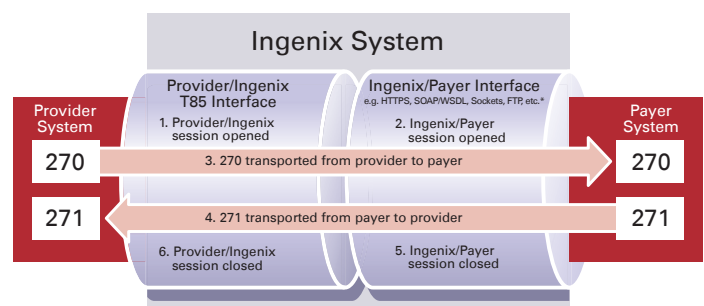 Ingenix System
Provider/Ingenix
T85 Interface
Ingenix/Payer Interface
e.g. HTTPS, SOAP/WSDL, Sockets, FTP, etc.*
Provider
System
Payer
System
1. Provider/Ingenix
session opened
2. Ingenix/Payer
session opened
270
3. 270 transported from provider to payer
270
271
4. 271 transported from payer to provider
271
6. Provider/Ingenix
session closed
5. Ingenix/Payer
session closed